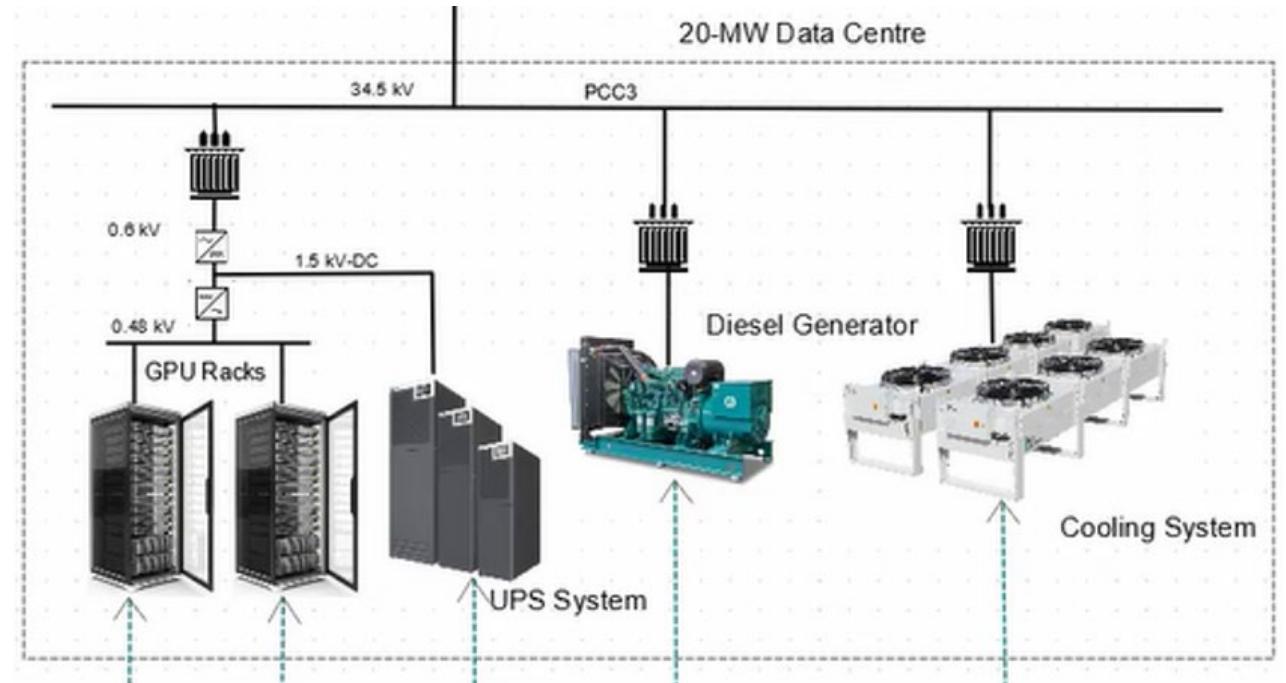 20-MW Data Centre
34.5 kV
PCC3
0.6 kV
1.5 kV-DC
0.48 kV
GPU Racks
Diesel Generator
Cooling System
UPS System